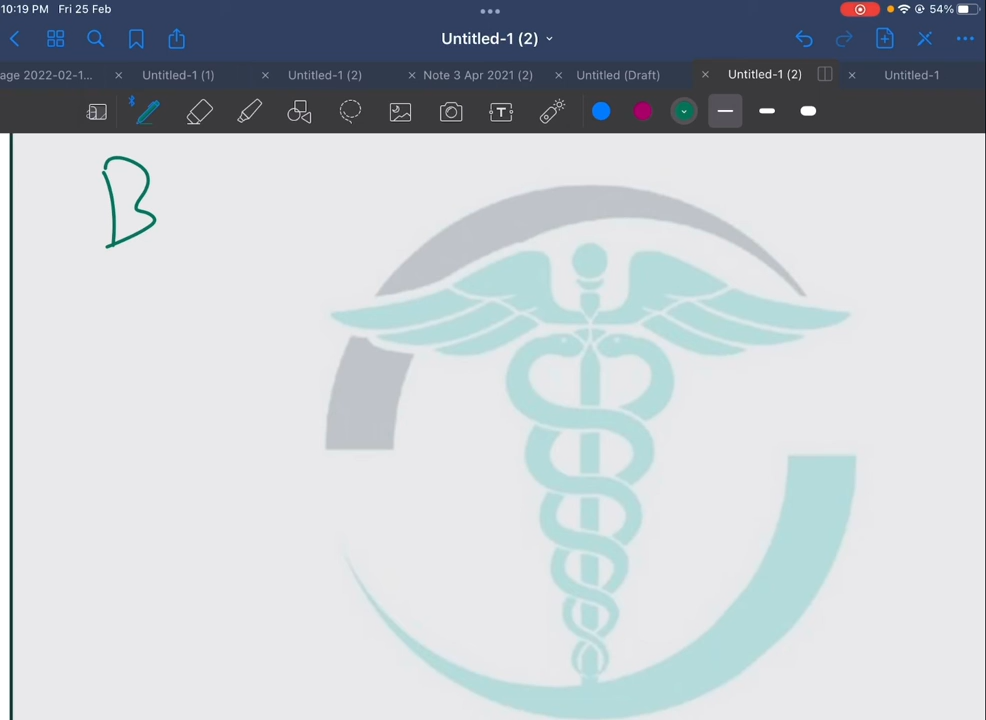 10:19 PM Fri 25 Feb 54%
Untitled-1 (2)
age 2022-02-1... Untitled-1 (1) Untitled-1 (2) Note 3 Apr 2021 (2) Untitled (Draft) Untitled-1 (2) Untitled-1
T
B